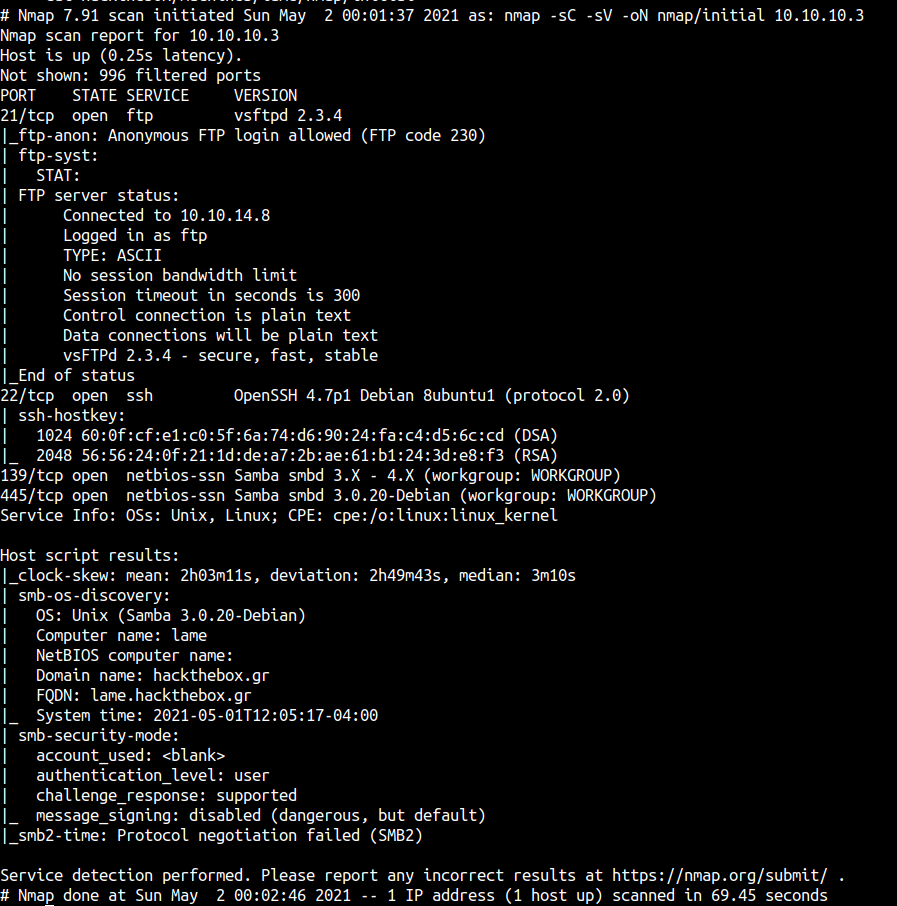 # Nmap 7.91 scan initiated Sun May  2 00:01:37 2021 as: nmap -sC -sV -oN nmap/initial 10.10.10.3
Nmap scan report for 10.10.10.3
Host is up (0.25s latency).
Not shown: 996 filtered ports
PORT    STATE SERVICE     VERSION
21/tcp  open  ftp         vsftpd 2.3.4
|_ftp-anon: Anonymous FTP login allowed (FTP code 230)
| ftp-syst:
|   STAT:
| FTP server status:
|      Connected to 10.10.14.8
|      Logged in as ftp
|      TYPE: ASCII
|      No session bandwidth limit
|      Session timeout in seconds is 300
|      Control connection is plain text
|      Data connections will be plain text
|      vsFTPd 2.3.4 - secure, fast, stable
|_End of status
22/tcp  open  ssh         OpenSSH 4.7p1 Debian 8ubuntu1 (protocol 2.0)
| ssh-hostkey:
|   1024 60:0f:cf:e1:c0:5f:6a:74:d6:90:24:fa:c4:d5:6c:cd (DSA)
|_  2048 56:56:24:0f:21:1d:de:a7:2b:ae:61:b1:24:3d:e8:f3 (RSA)
139/tcp open  netbios-ssn Samba smbd 3.X - 4.X (workgroup: WORKGROUP)
445/tcp open  netbios-ssn Samba smbd 3.0.20-Debian (workgroup: WORKGROUP)
Service Info: OSs: Unix, Linux; CPE: cpe:/o:linux:linux_kernel

Host script results:
|_clock-skew: mean: 2h03m11s, deviation: 2h49m43s, median: 3m10s
| smb-os-discovery:
|   OS: Unix (Samba 3.0.20-Debian)
|   Computer name: lame
|   NetBIOS computer name:
|   Domain name: hackthebox.gr
|   FQDN: lame.hackthebox.gr
|_  System time: 2021-05-01T12:05:17-04:00
| smb-security-mode:
|   account_used: <blank>
|   authentication_level: user
|   challenge_response: supported
|_  message_signing: disabled (dangerous, but default)
|_smb2-time: Protocol negotiation failed (SMB2)

Service detection performed. Please report any incorrect results at https://nmap.org/submit/ .
# Nmap done at Sun May  2 00:02:46 2021 -- 1 IP address (1 host up) scanned in 69.45 seconds